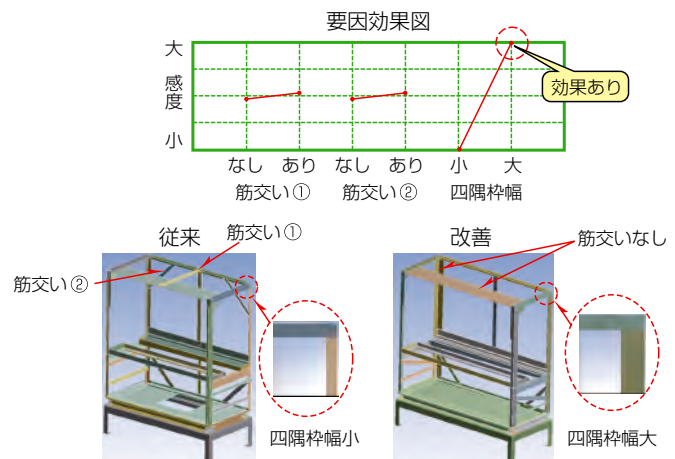 要因効果図
大
感度
小
効果あり
なし あり なし あり 小 大
筋交い① 筋交い② 四隅枠幅
従来
筋交い①
筋交い②
四隅枠幅小
改善
筋交いなし
四隅枠幅大